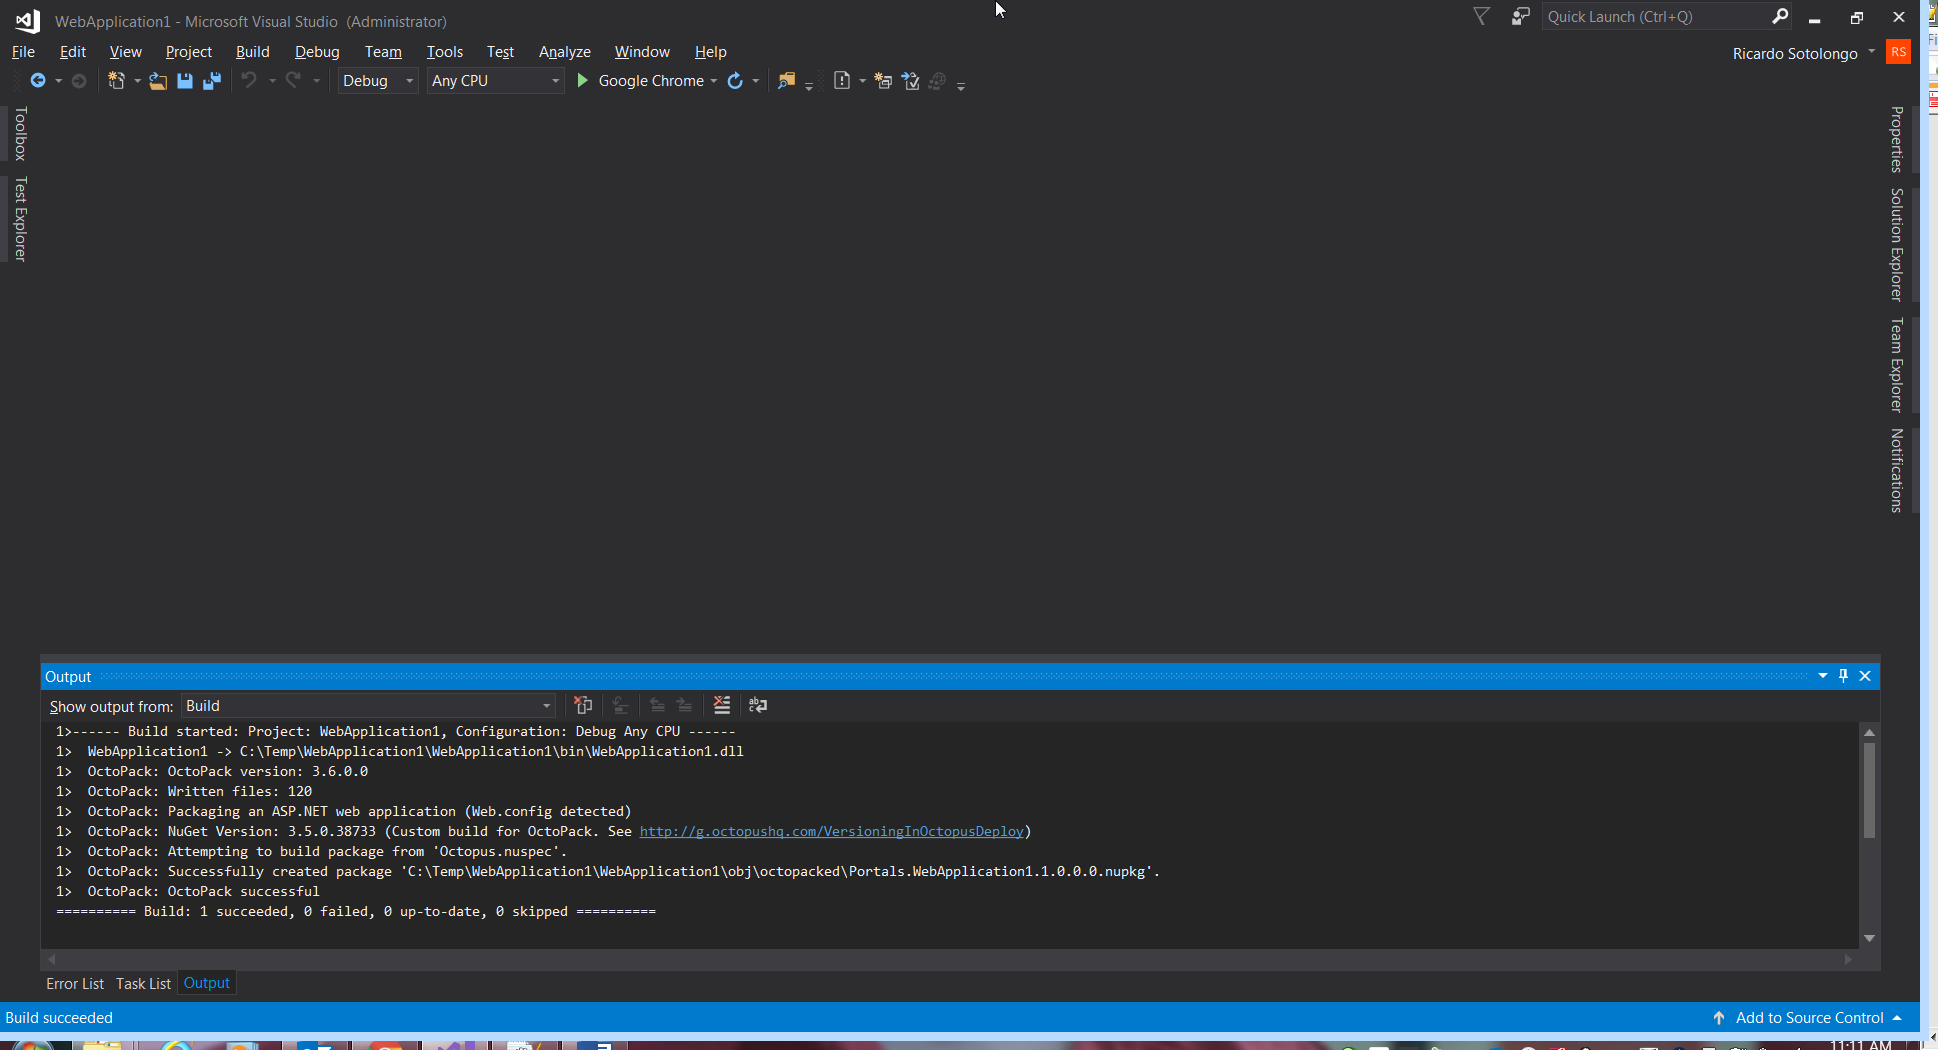 WebApplication1 - Microsoft Visual Studio (Administrator)
Quick Launch (Ctrl+Q)
File Edit View Project Build Debug Team Tools Test Analyze Window Help
Ricardo Sotolongo RS
Debug Any CPU Google Chrome
Toolbox
Test Explorer
Properties
Solution Explorer
Team Explorer
Notifications
Output
Show output from: Build
1>------ Build started: Project: WebApplication1, Configuration: Debug Any CPU ------
1>  WebApplication1 -> C:\Temp\WebApplication1\WebApplication1\bin\WebApplication1.dll
1>  OctoPack: OctoPack version: 3.6.0.0
1>  OctoPack: Written files: 120
1>  OctoPack: Packaging an ASP.NET web application (Web.config detected)
1>  OctoPack: NuGet Version: 3.5.0.38733 (Custom build for OctoPack. See http://g.octopushq.com/VersioningInOctopusDeploy)
1>  OctoPack: Attempting to build package from 'Octopus.nuspec'.
1>  OctoPack: Successfully created package 'C:\Temp\WebApplication1\WebApplication1\obj\octopacked\Portals.WebApplication1.1.0.0.0.nupkg'.
1>  OctoPack: OctoPack successful
========== Build: 1 succeeded, 0 failed, 0 up-to-date, 0 skipped ==========
Error List Task List Output
Build succeeded
Add to Source Control
11:11 AM